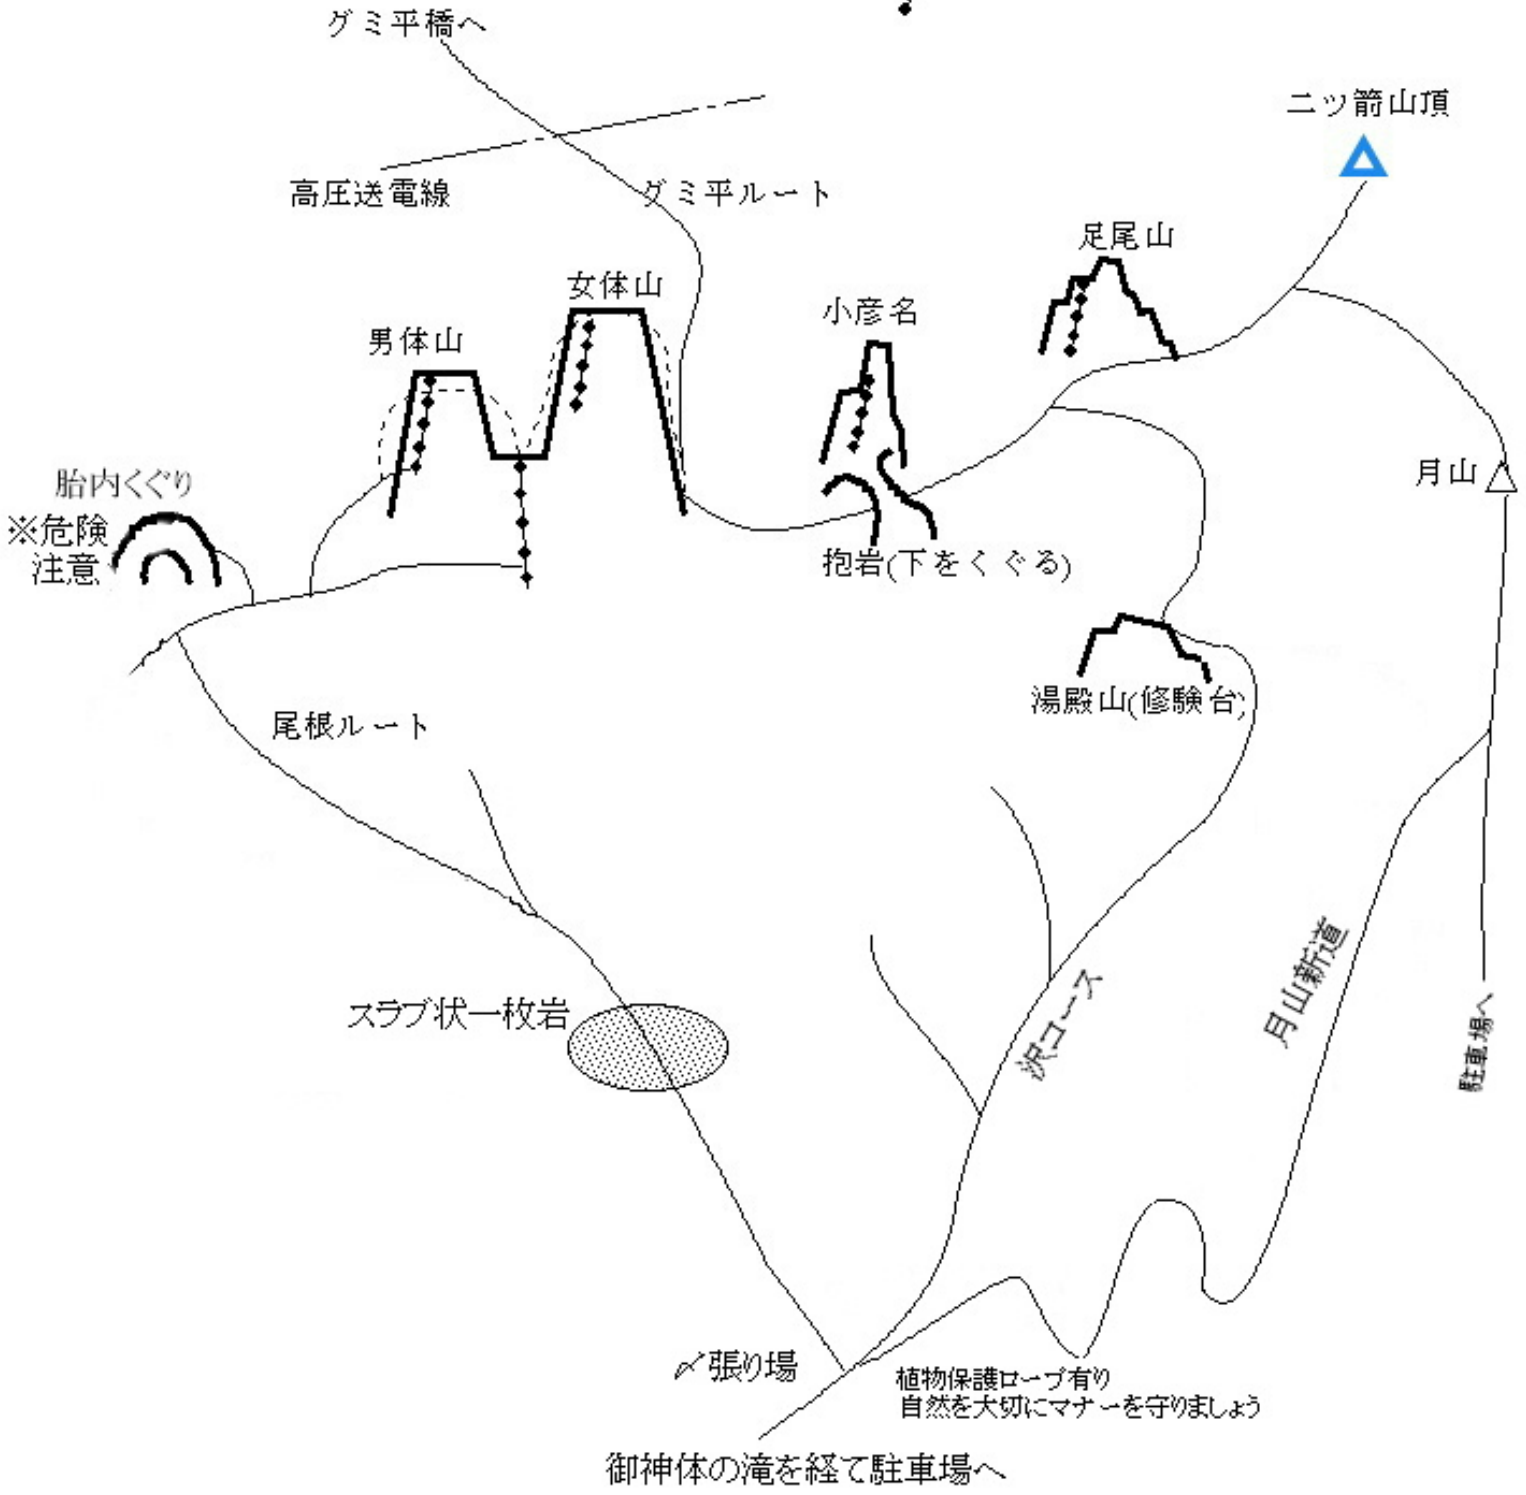 グミ平橋へ
二ツ箭山頂
高圧送電線
グミ平ルート
足尾山
女体山
小彦名
男体山
月山
胎内くぐり
※危険
注意
抱岩(下をくぐる)
湯殿山(修験台)
尾根ルート
スラブ状一枚岩
沢コース
月山新道
駐車場へ
〆張り場
植物保護ロープ有り
自然を大切にマナーを守りましょう
御神体の滝を経て駐車場へ